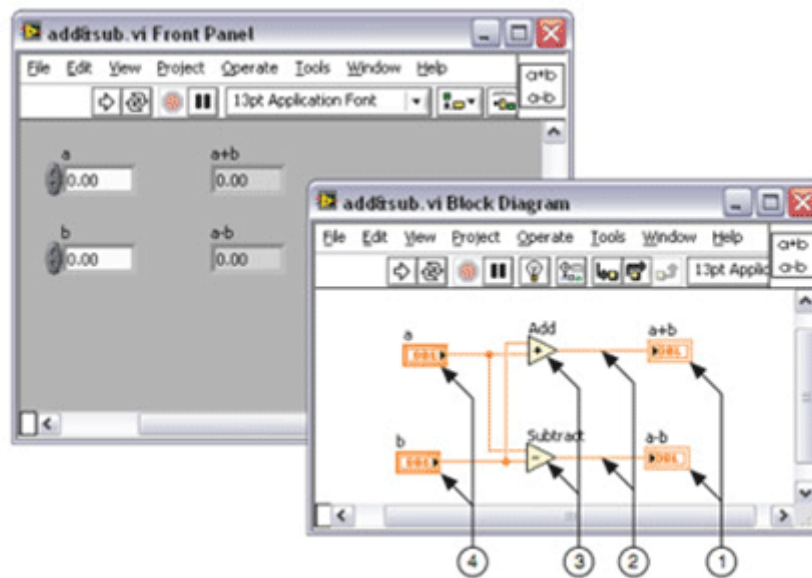 add&sub.vi Front Panel
File Edit View Project Operate Tools Window Help
a+b
a-b
13pt Application Font
a
0.00
a+b
0.00
b
0.00
a-b
0.00
add&sub.vi Block Diagram
File Edit View Project Operate Tools Window Help
a+b
a-b
13pt Applic
a
DBL
Add
a+b
DBL
b
DBL
Subtract
a-b
DBL
4
3
2
1